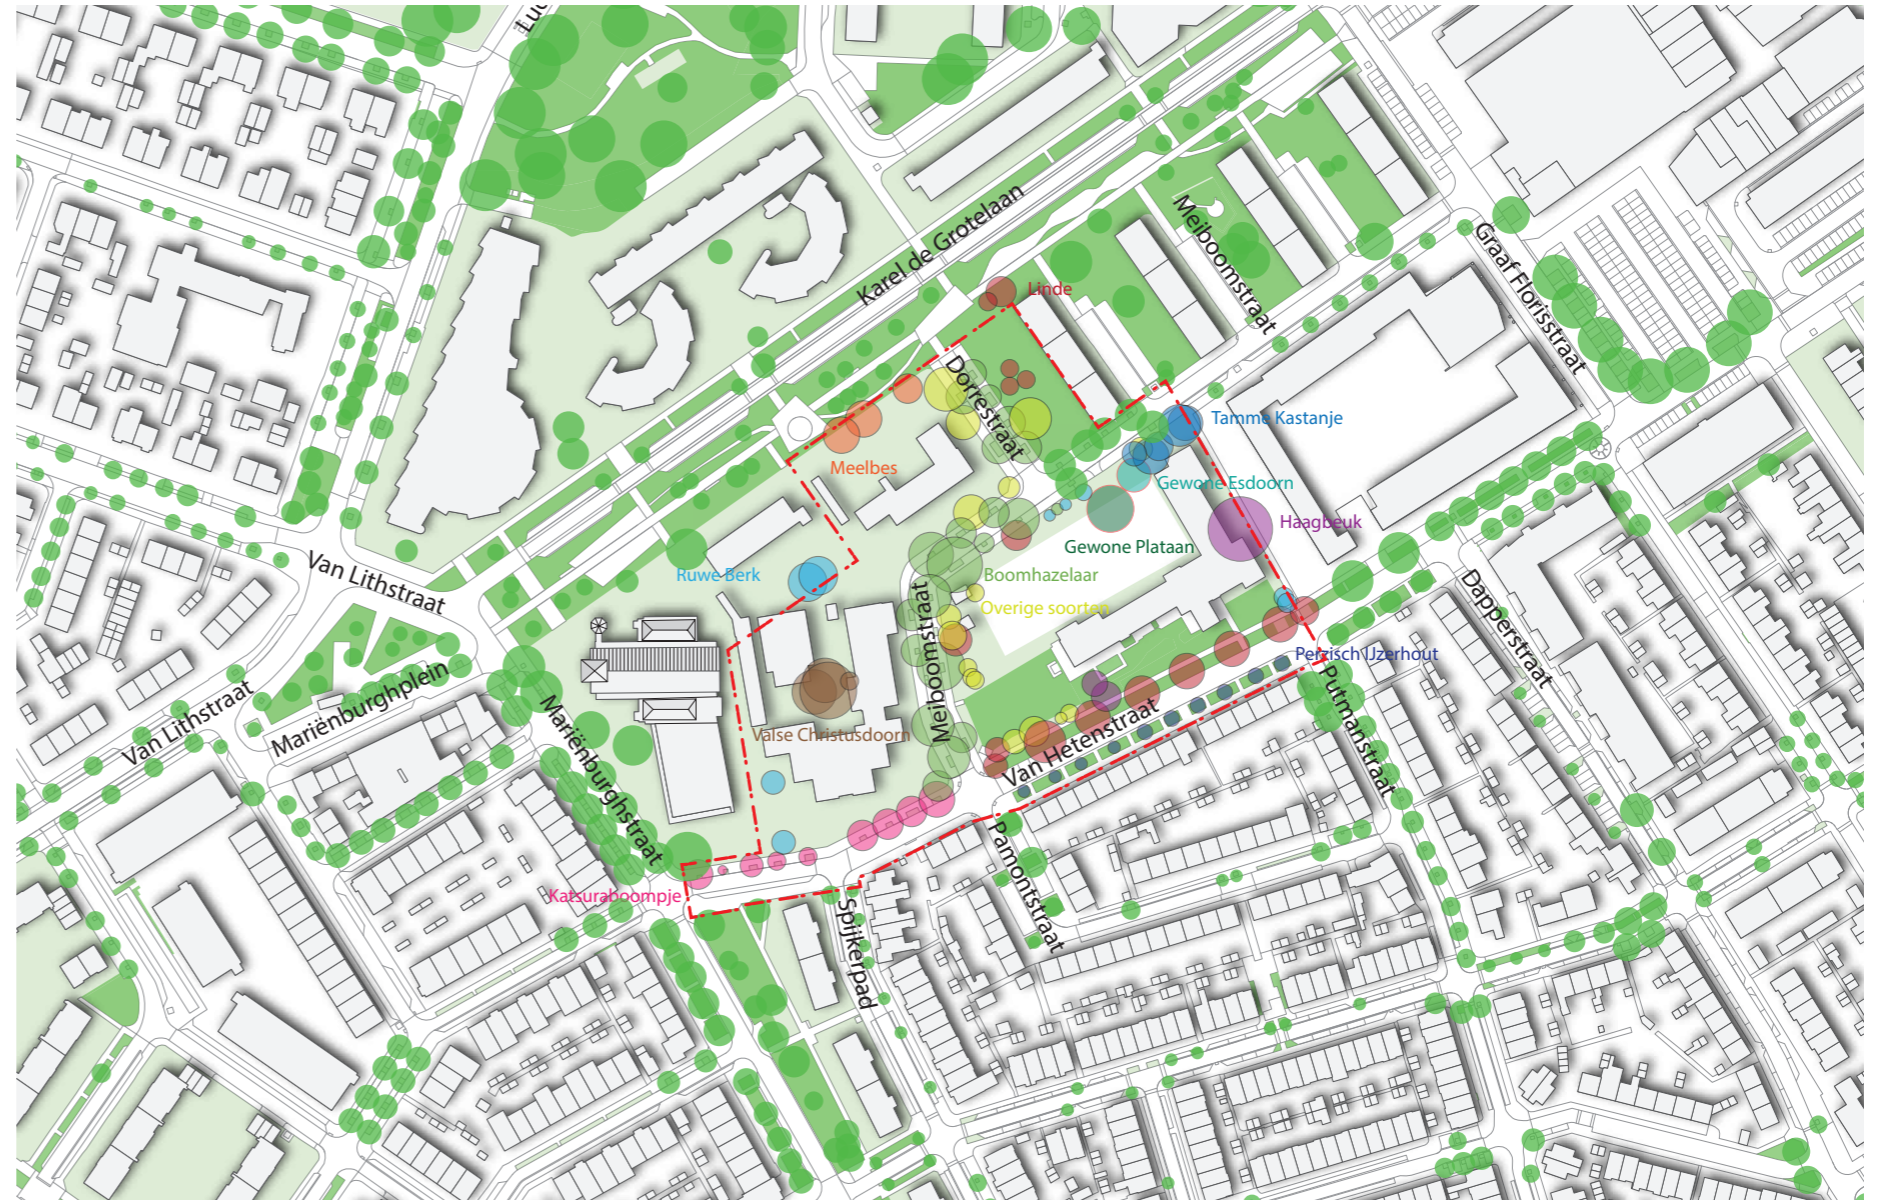 Luc
Karel de Grotelaan
Meiboomstraat
Graaf Florisstraat
Linde
Dorrestraat
Tamme Kastanje
Meelbes
Gewone Esdoorn
Haagbeuk
Gewone Plataan
Van Lithstraat
Ruwe Berk
Boomhazelaar
Overige soorten
Meiboomstraat
Dapperstraat
Perzisch IJzerhout
Putmanstraat
Van Lithstraat
Mariënburghplein
Mariënburghstraat
Valse Christusdoorn
Van Hetenstraat
Pamontstraat
Katsuraboompje
Spijkerpad